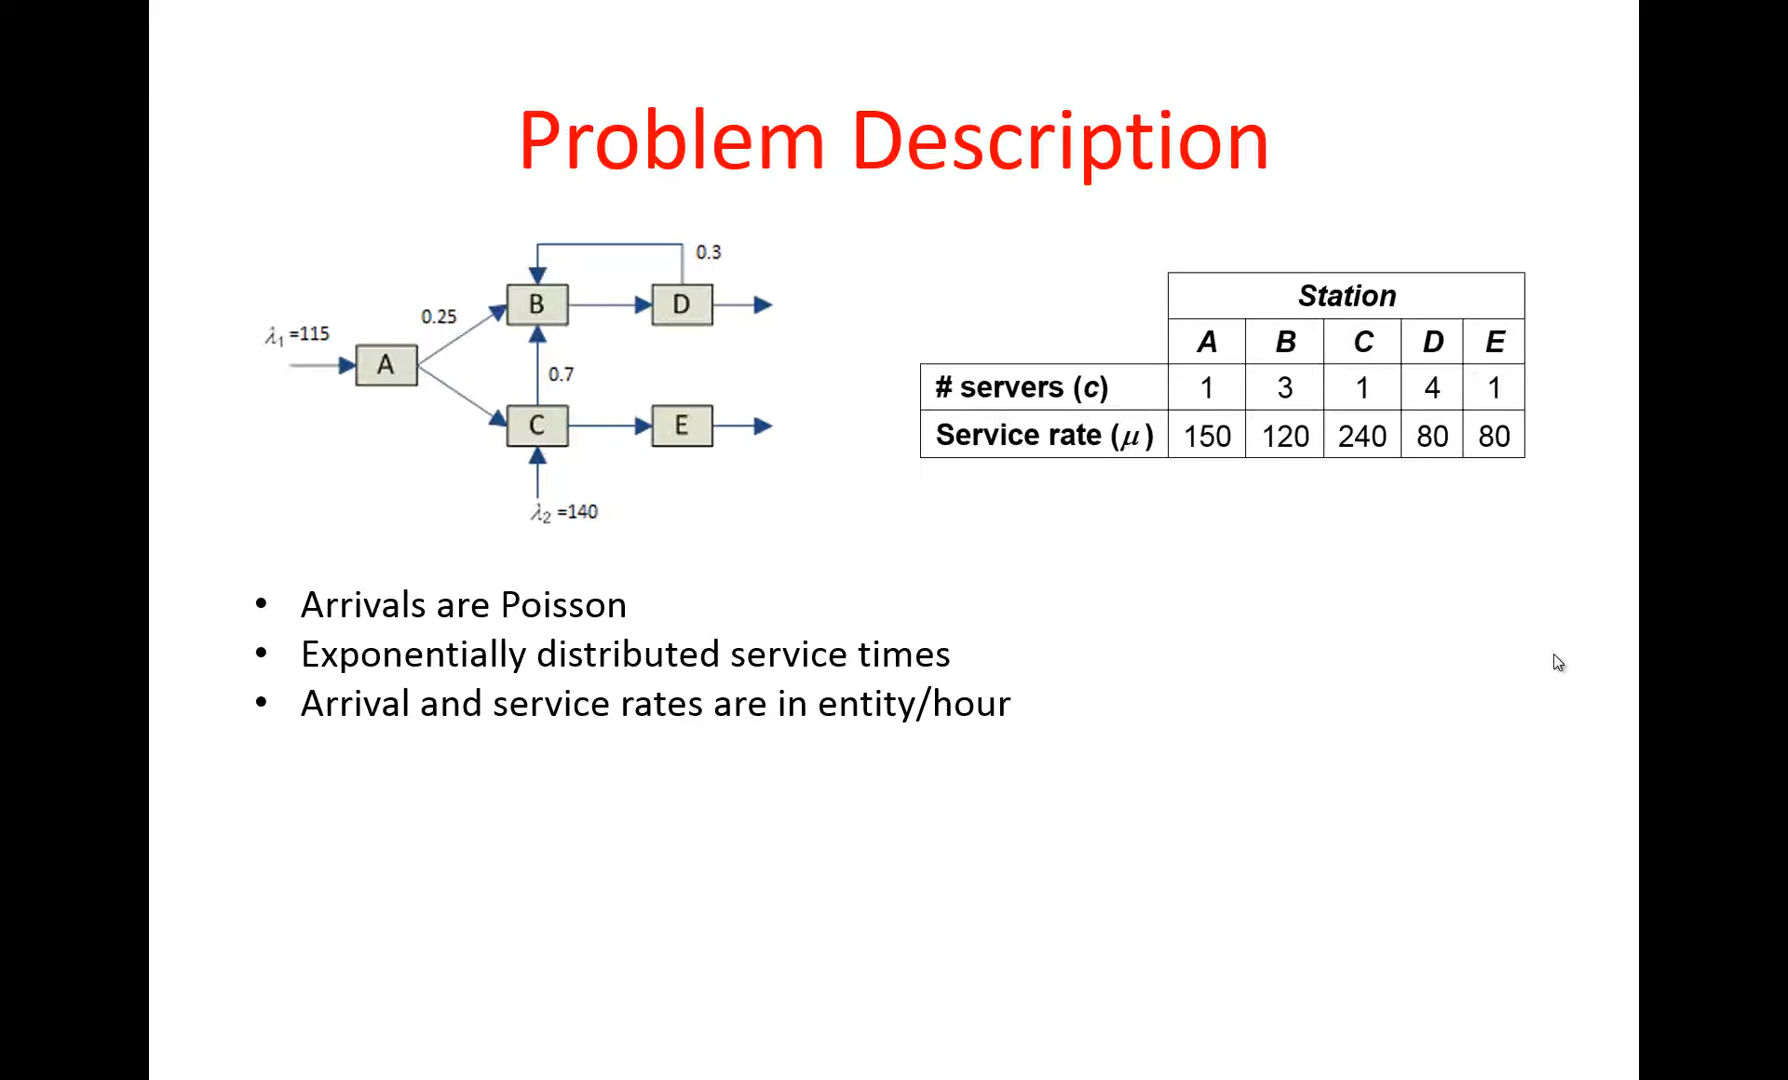 Problem Description
0.3
B
D
0.25
λ1 =115
A
0.7
C
E
λ2 =140
Station
A B C D E
# servers (c) 1 3 1 4 1
Service rate (μ) 150 120 240 80 80
• Arrivals are Poisson
• Exponentially distributed service times
• Arrival and service rates are in entity/hour